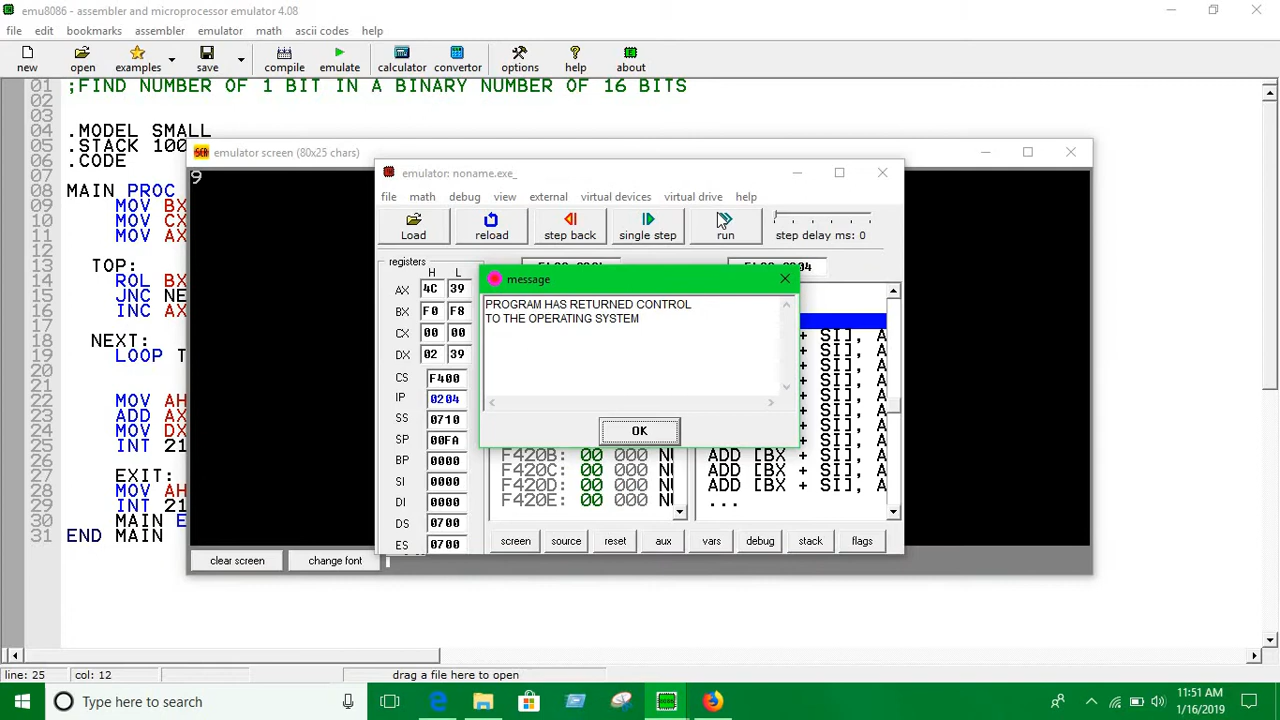 emu8086 - assembler and microprocessor emulator 4.08
file edit bookmarks assembler emulator math ascii codes help
new open examples save compile emulate calculator convertor options help about
01 ;FIND NUMBER OF 1 BIT IN A BINARY NUMBER OF 16 BITS
02
03
04 .MODEL SMALL
05 .STACK 100
06 .CODE
07
08 MAIN PROC
09 MOV BX
10 MOV CX
11 MOV AX
12
13 TOP:
14 ROL BX
15 JNC NE
16 INC AX
17
18 NEXT:
19 LOOP T
20
21
22 MOV AH
23 ADD AX
24 MOV DX
25 INT 21
26
27 EXIT:
28 MOV AH
29 INT 21
30 MAIN E
31 END MAIN
emulator screen (80x25 chars)
9
clear screen change font
emulator: noname.exe_
file math debug view external virtual devices virtual drive help
Load reload step back single step run step delay ms: 0
registers
H L
AX 4C 39
BX F0 F8
CX 00 00
DX 02 39
CS F400
IP 0204
SS 0710
SP 00FA
BP 0000
SI 0000
DI 0000
DS 0700
ES 0700
message
PROGRAM HAS RETURNED CONTROL
TO THE OPERATING SYSTEM
OK
+ SI], A
+ SI], A
+ SI], A
+ SI], A
+ SI], A
+ SI], A
+ SI], A
+ SI], A
F420B: 00 000 NU ADD [BX + SI], A
F420C: 00 000 NU ADD [BX + SI], A
F420D: 00 000 NU ADD [BX + SI], A
F420E: 00 000 NU ...
screen source reset aux vars debug stack flags
line: 25 col: 12 drag a file here to open
Type here to search
11:51 AM
1/16/2019